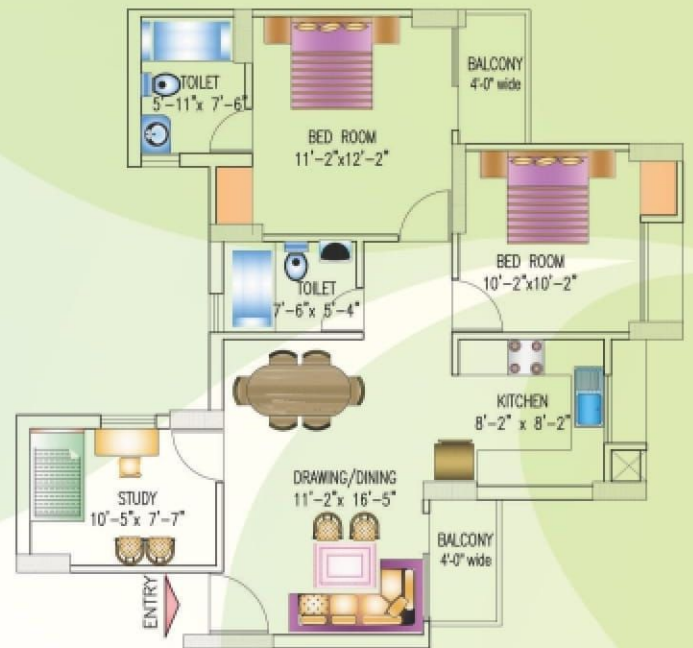 TOILET
5'-11"x 7'-6"
BED ROOM
11'-2"x12'-2"
BALCONY
4'-0" wide
BED ROOM
10'-2"x10'-2"
TOILET
7'-6"x 5'-4"
KITCHEN
8'-2" x 8'-2"
DRAWING/DINING
11'-2"x 16'-5"
STUDY
10'-5"x 7'-7"
BALCONY
4'-0" wide
ENTRY